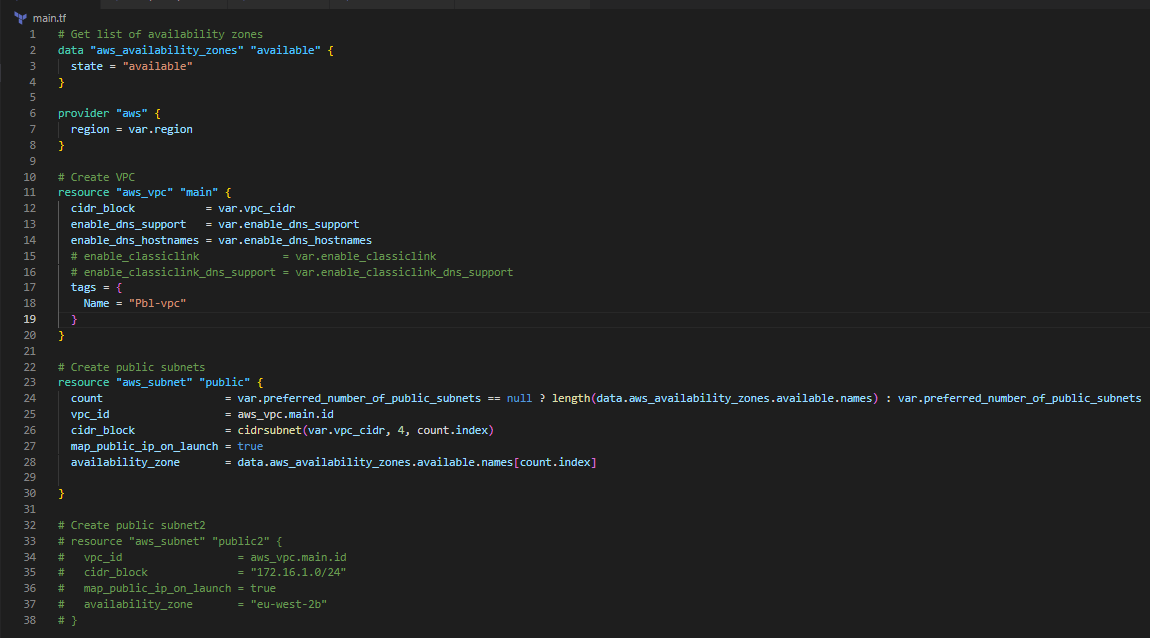 main.tf
1 # Get list of availability zones
2 data "aws_availability_zones" "available" {
3   state = "available"
4 }
5
6 provider "aws" {
7   region = var.region
8 }
9
10 # Create VPC
11 resource "aws_vpc" "main" {
12   cidr_block           = var.vpc_cidr
13   enable_dns_support   = var.enable_dns_support
14   enable_dns_hostnames = var.enable_dns_hostnames
15   # enable_classiclink             = var.enable_classiclink
16   # enable_classiclink_dns_support = var.enable_classiclink_dns_support
17   tags = {
18     Name = "Pbl-vpc"
19   }
20 }
21
22 # Create public subnets
23 resource "aws_subnet" "public" {
24   count                   = var.preferred_number_of_public_subnets == null ? length(data.aws_availability_zones.available.names) : var.preferred_number_of_public_subnets
25   vpc_id                  = aws_vpc.main.id
26   cidr_block              = cidrsubnet(var.vpc_cidr, 4, count.index)
27   map_public_ip_on_launch = true
28   availability_zone       = data.aws_availability_zones.available.names[count.index]
29
30 }
31
32 # Create public subnet2
33 # resource "aws_subnet" "public2" {
34 #   vpc_id                  = aws_vpc.main.id
35 #   cidr_block              = "172.16.1.0/24"
36 #   map_public_ip_on_launch = true
37 #   availability_zone       = "eu-west-2b"
38 # }